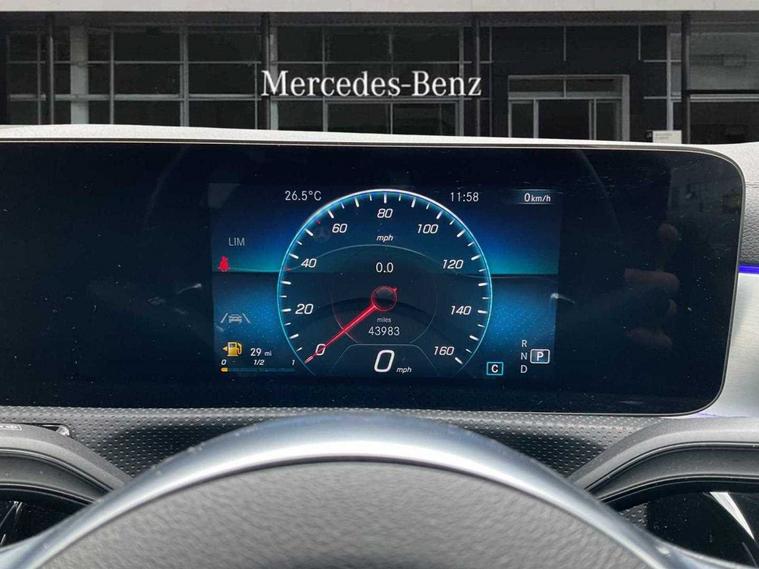 Mercedes-Benz
26.5°C 11:58 0km/h
80
60 100
mph
LIM
40 0.0 120
20 140
miles
43983
0 160
29 mi
0 1/2 1
0 mph
C
R
N P
D